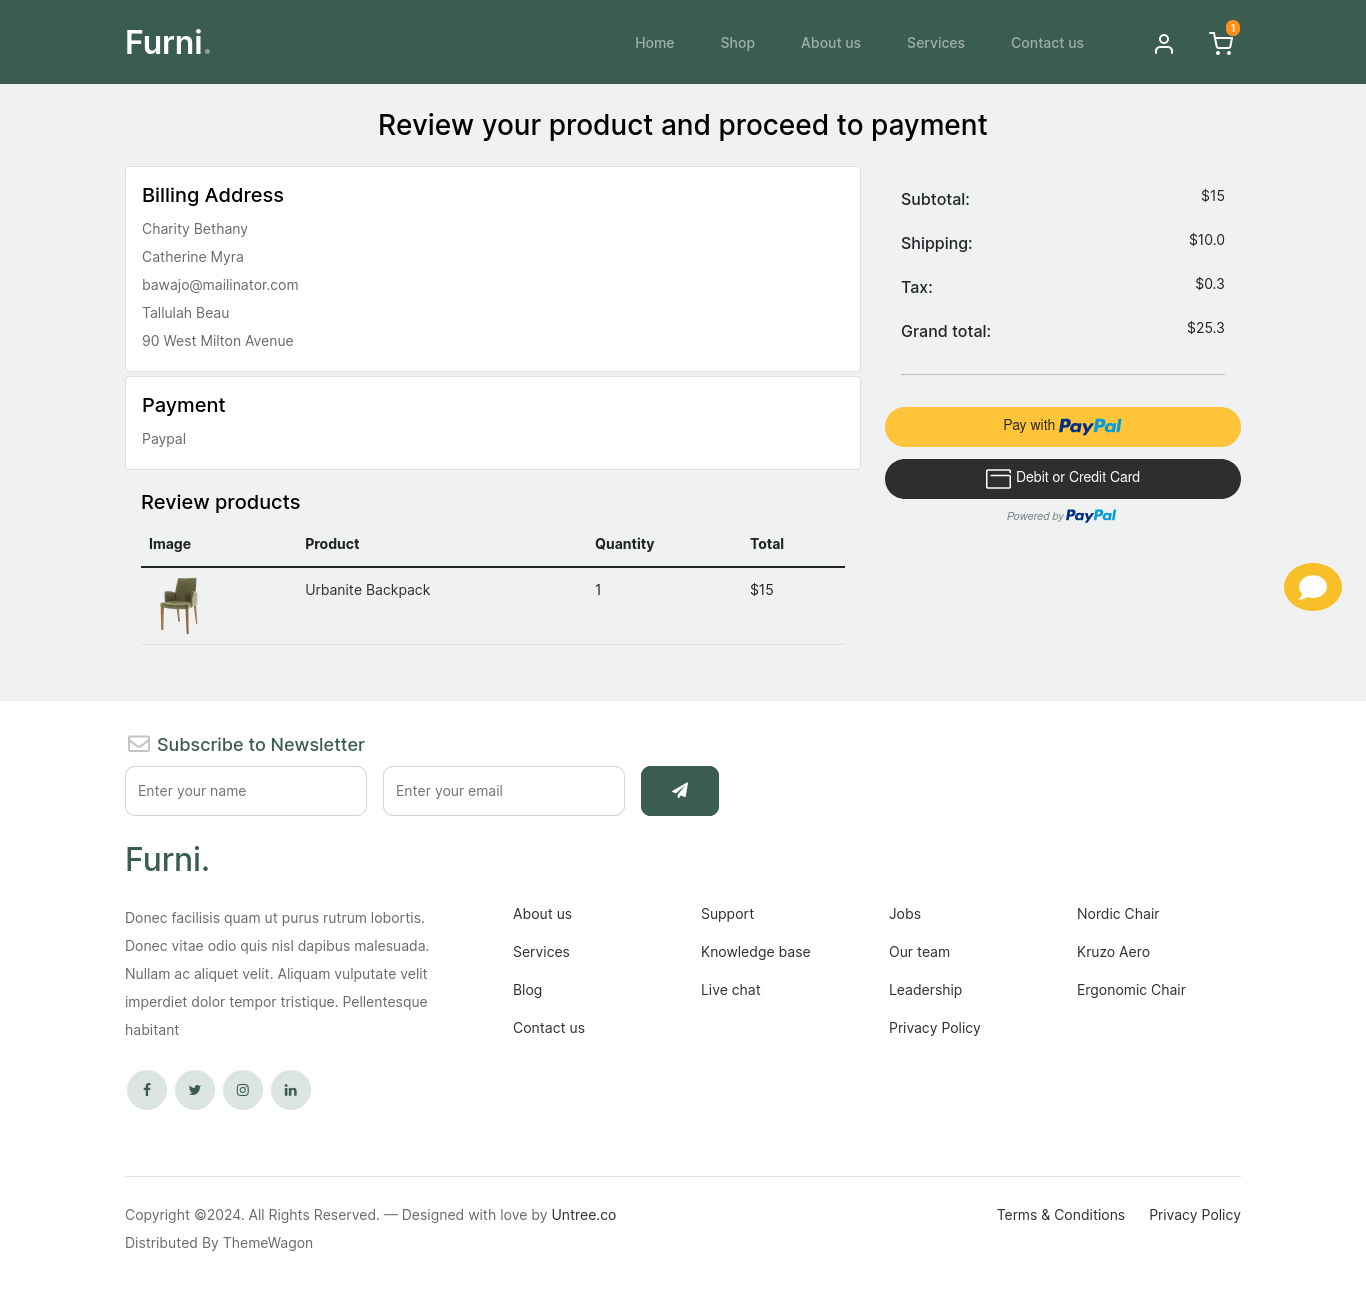 Furni.
Home
Shop
About us
Services
Contact us
1
Review your product and proceed to payment
Billing Address
Charity Bethany
Catherine Myra
bawajo@mailinator.com
Tallulah Beau
90 West Milton Avenue
Payment
Paypal
Review products
Image Product Quantity Total
Urbanite Backpack 1 $15
Subtotal: $15
Shipping: $10.0
Tax: $0.3
Grand total: $25.3
Pay with PayPal
Debit or Credit Card
Powered by PayPal
Subscribe to Newsletter
Enter your name
Enter your email
Furni.
Donec facilisis quam ut purus rutrum lobortis.
Donec vitae odio quis nisl dapibus malesuada.
Nullam ac aliquet velit. Aliquam vulputate velit
imperdiet dolor tempor tristique. Pellentesque
habitant
About us
Services
Blog
Contact us
Support
Knowledge base
Live chat
Jobs
Our team
Leadership
Privacy Policy
Nordic Chair
Kruzo Aero
Ergonomic Chair
Copyright ©2024. All Rights Reserved. — Designed with love by Untree.co
Distributed By ThemeWagon
Terms & Conditions
Privacy Policy